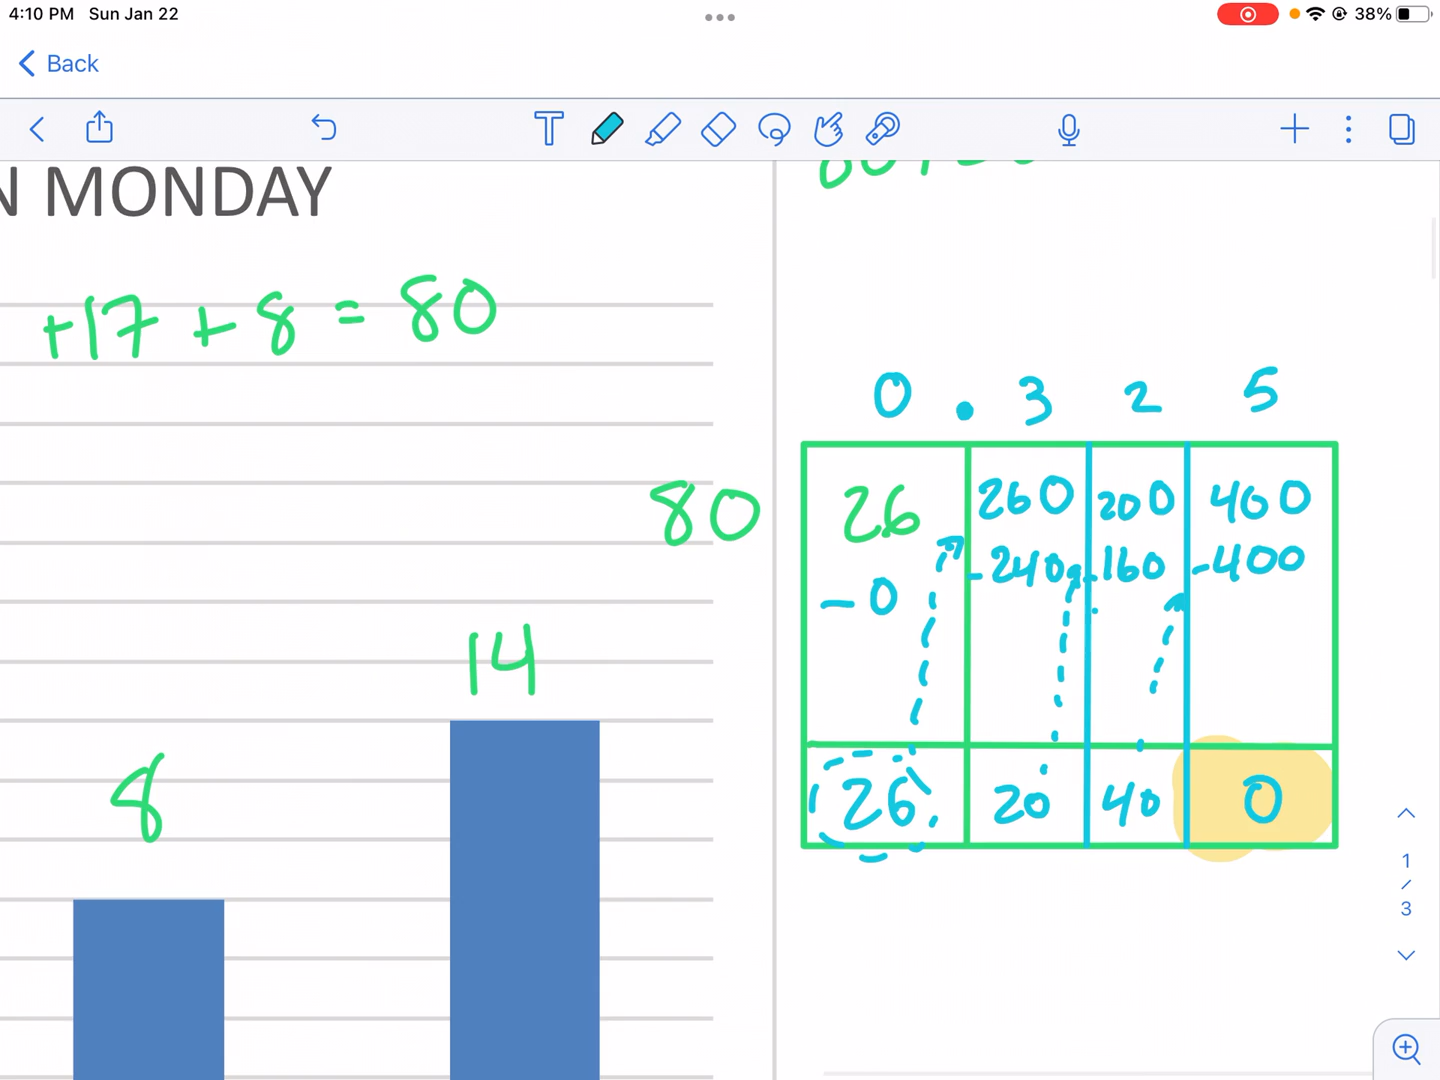 4:10 PM Sun Jan 22
38%
Back
N MONDAY
+17 + 8 = 80
0 . 3 2 5
80
26 260 200 400
- 0 - 240 - 160 - 400
14
8
26 20 40 0
1
/
3